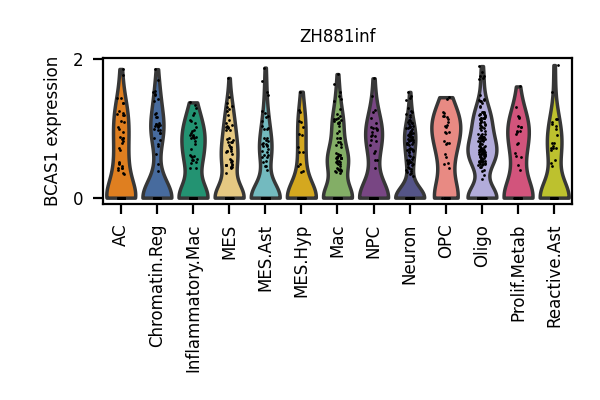 ZH881inf
BCAS1 expression
2
0
AC
Chromatin.Reg
Inflammatory.Mac
MES
MES.Ast
MES.Hyp
Mac
NPC
Neuron
OPC
Oligo
Prolif.Metab
Reactive.Ast